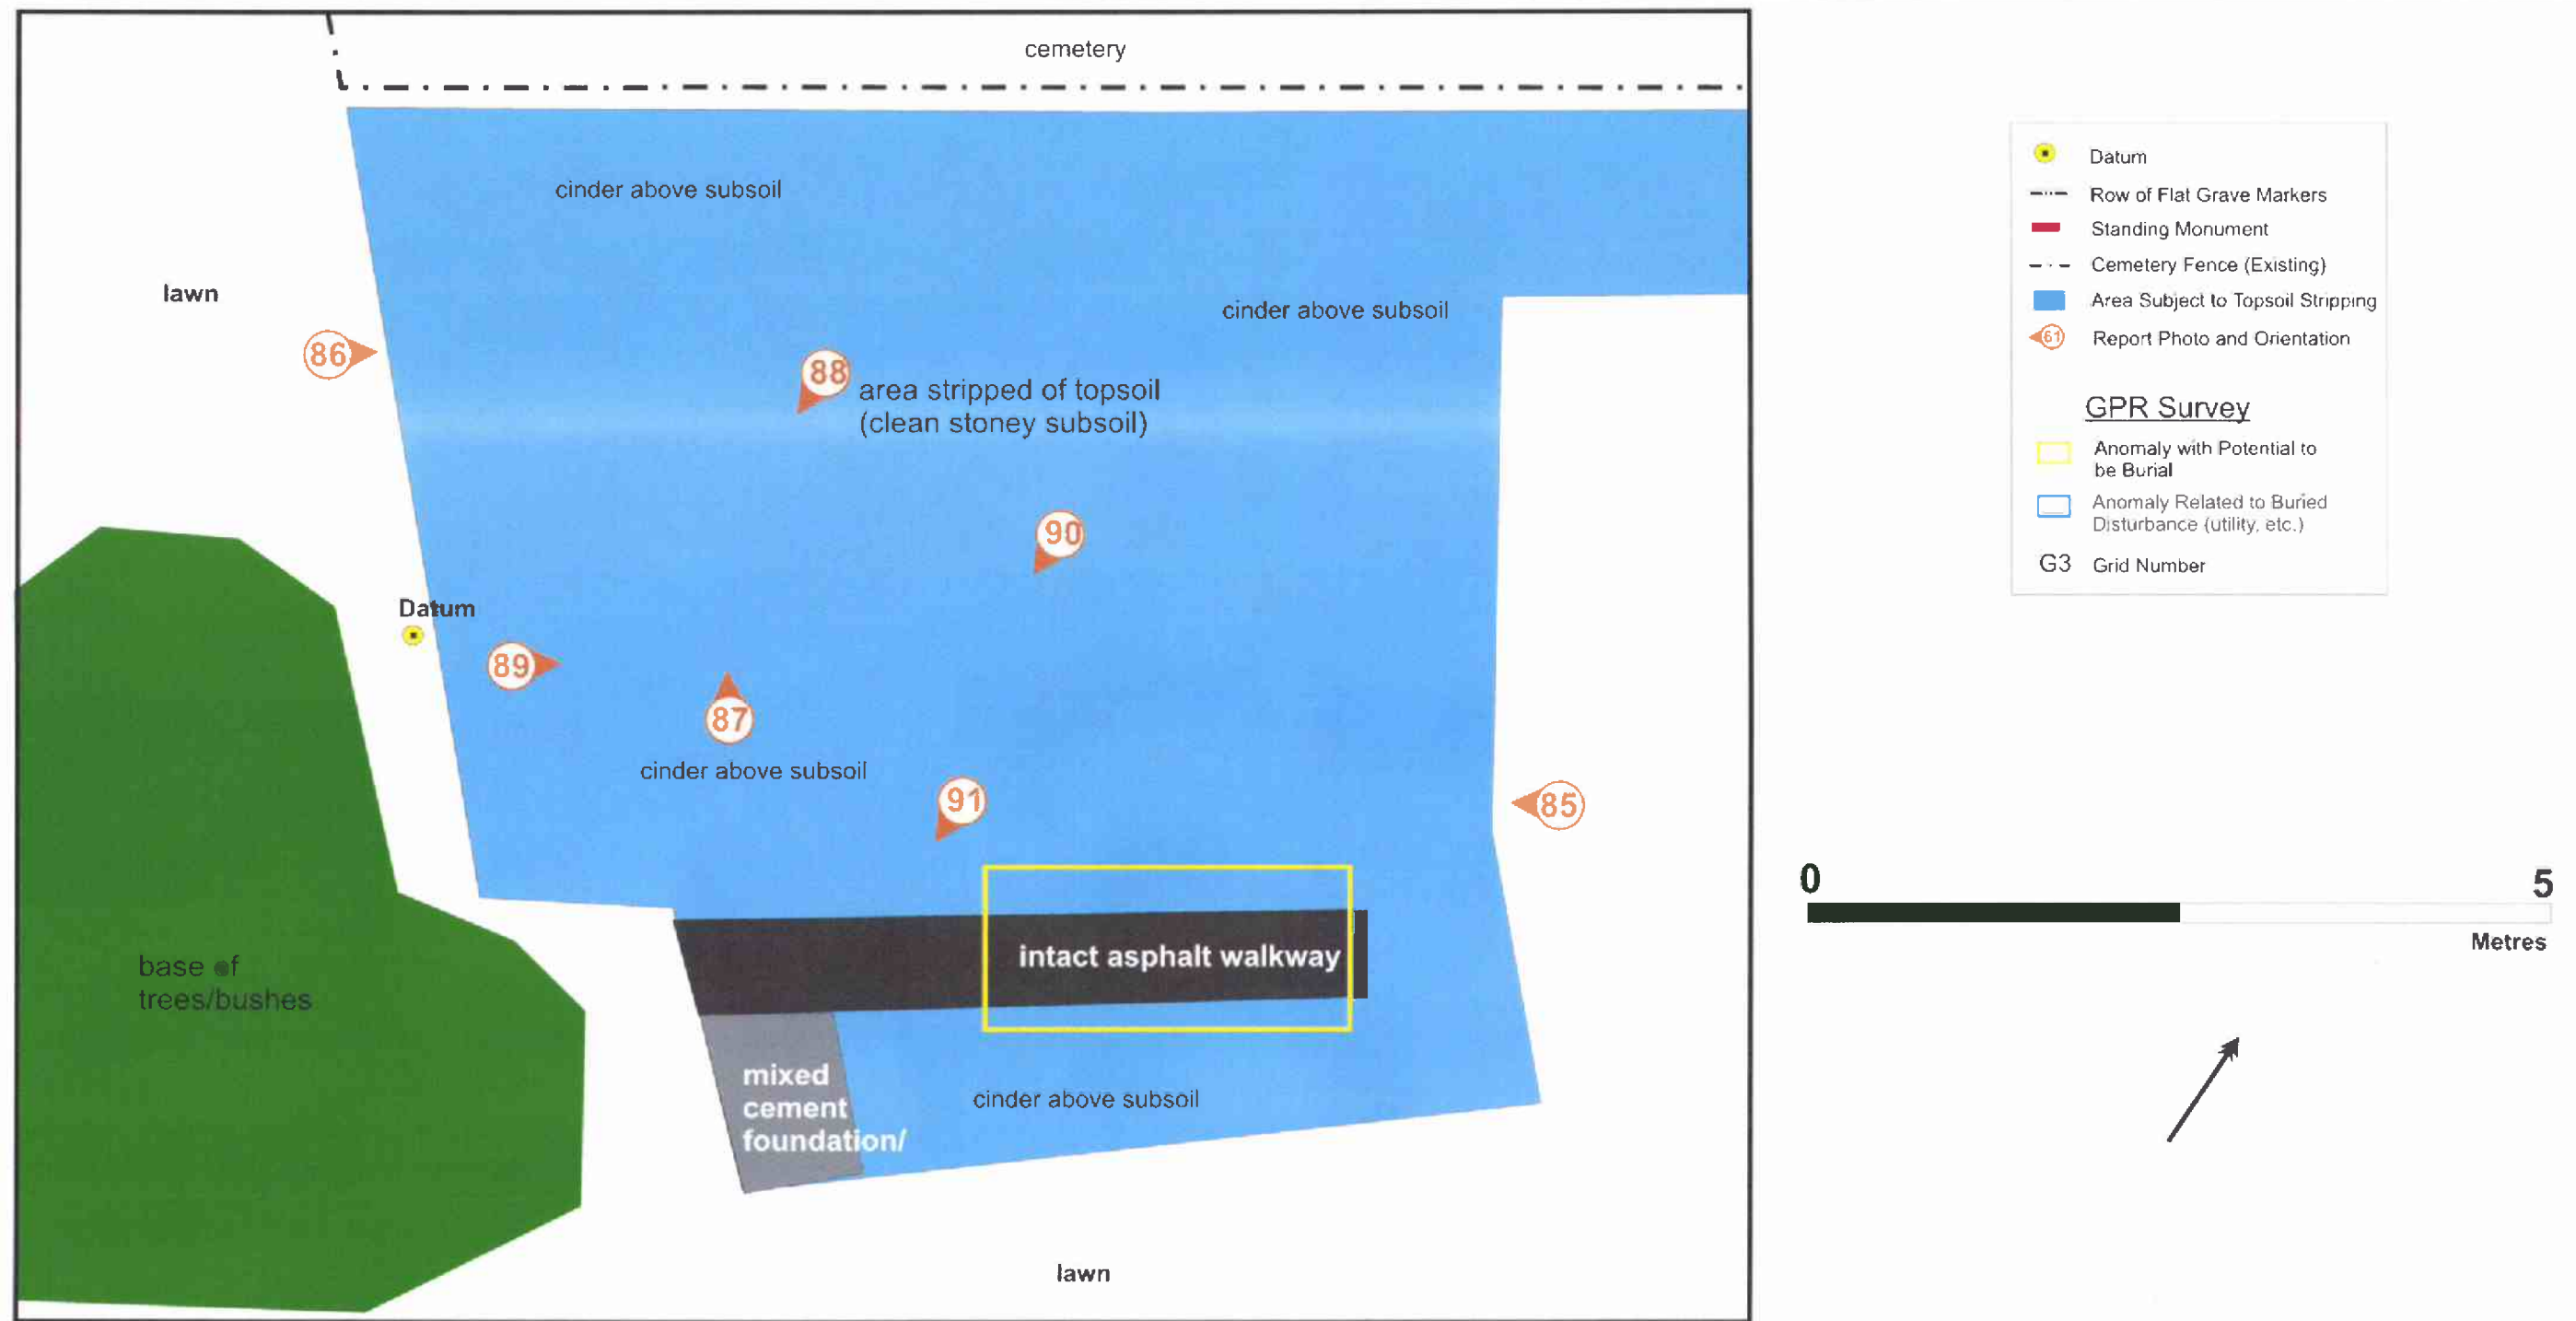 cemetery
cinder above subsoil
lawn
cinder above subsoil
86
88
area stripped of topsoil
(clean stoney subsoil)
90
Datum
89
87
cinder above subsoil
91
85
intact asphalt walkway
base of
trees/bushes
mixed
cement
foundation/
cinder above subsoil
lawn
Datum
Row of Flat Grave Markers
Standing Monument
Cemetery Fence (Existing)
Area Subject to Topsoil Stripping
61 Report Photo and Orientation
GPR Survey
Anomaly with Potential to
be Burial
Anomaly Related to Buried
Disturbance (utility, etc.)
G3 Grid Number
0 5
Metres